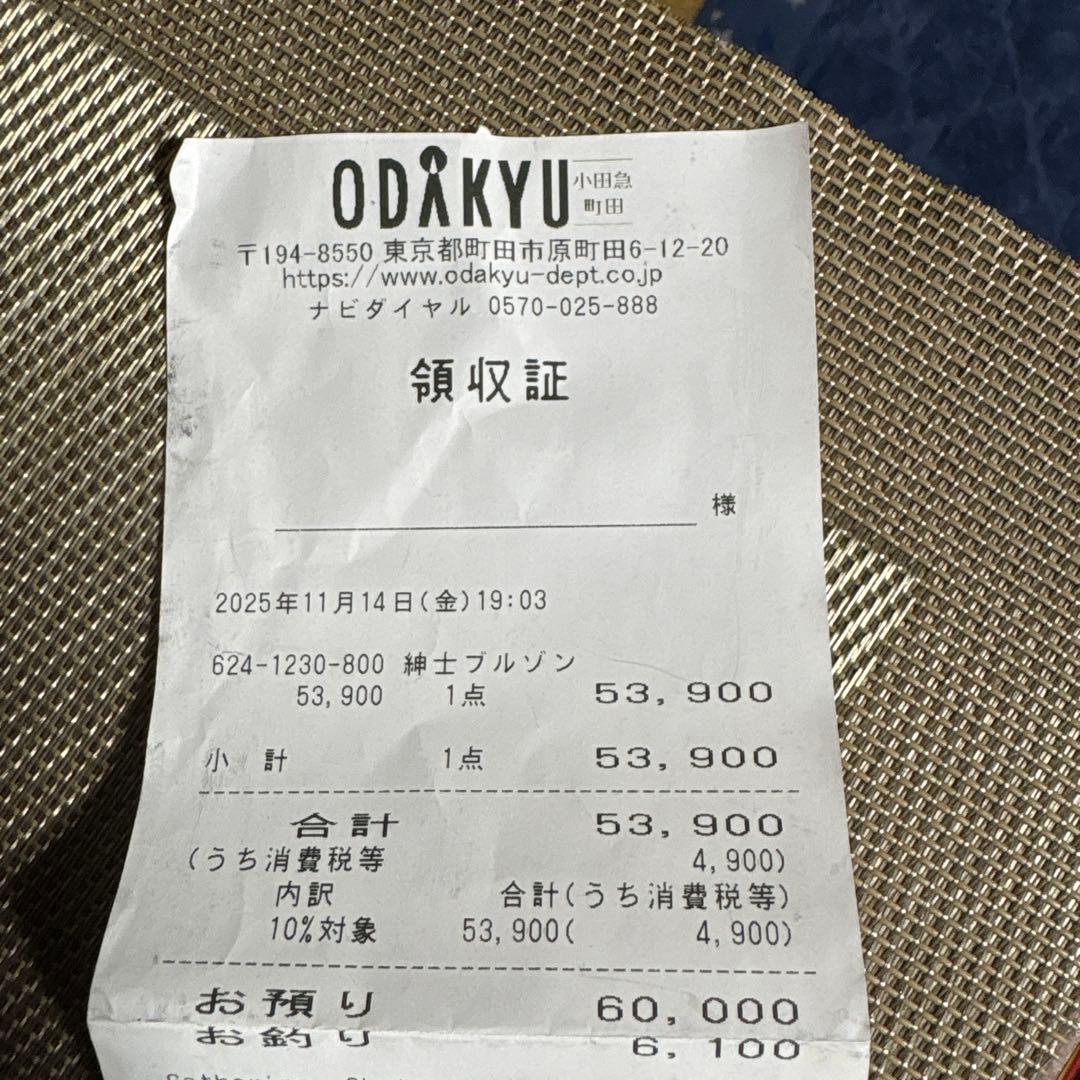 ODAKYU 小田急
町田
〒194-8550 東京都町田市原町田6-12-20
https://www.odakyu-dept.co.jp
ナビダイヤル 0570-025-888
領収証
様
2025年11月14日(金)19:03
624-1230-800 紳士ブルゾン
53,900 1点 53,900
小 計 1点 53,900
合計 53,900
(うち消費税等 4,900)
内訳 合計(うち消費税等)
10%対象 53,900( 4,900)
お預り 60,000
お釣り 6,100